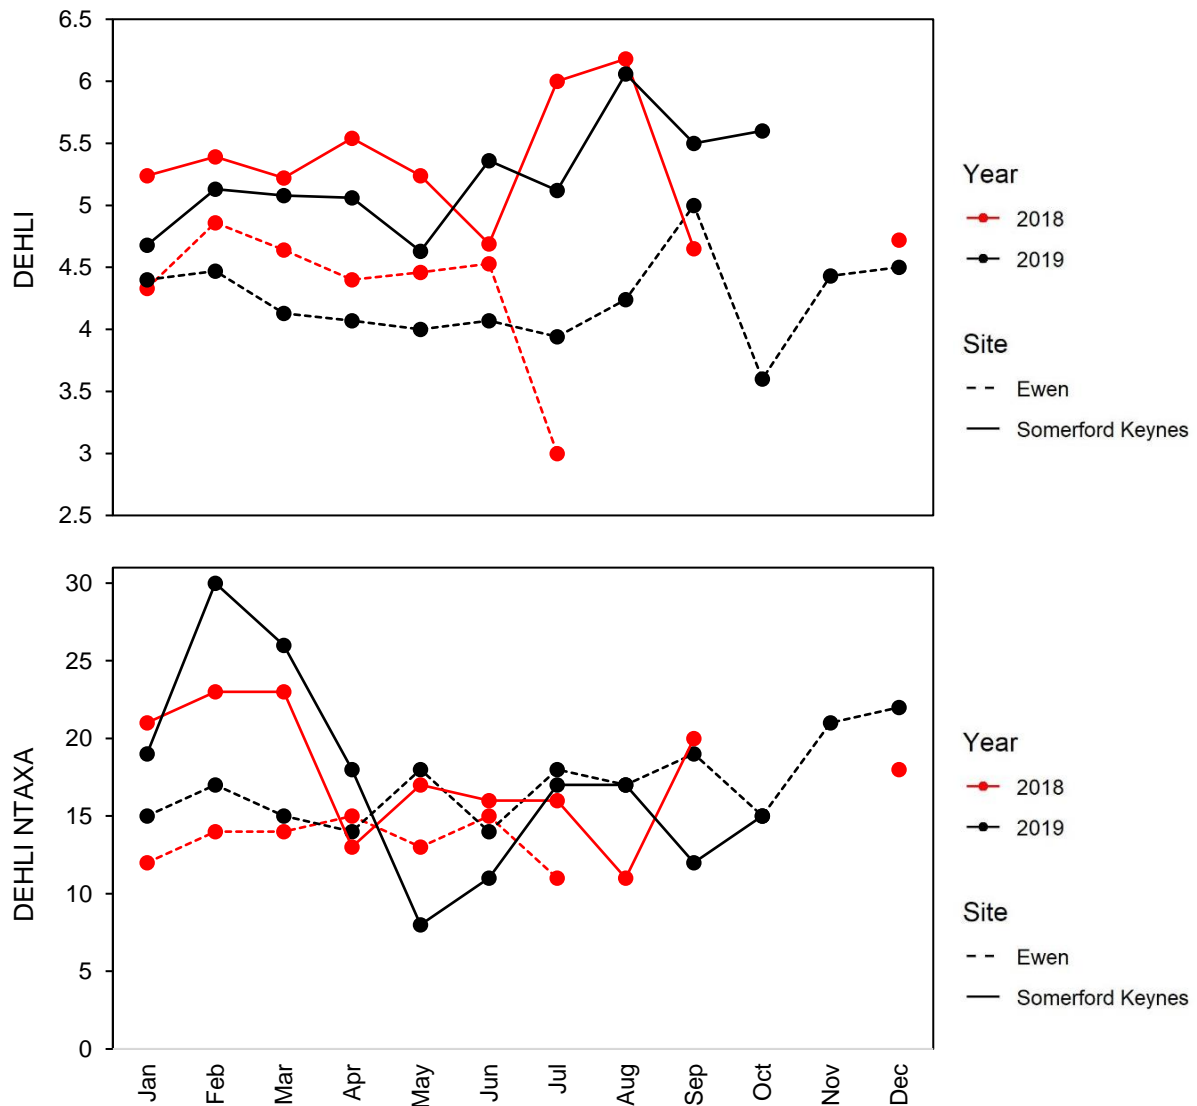 6.5
6
5.5
5
4.5
4
3.5
3
2.5
DEHLI
Year
2018
2019
Site
Ewen
Somerford Keynes
30
25
20
15
10
5
0
DEHLI NTAXA
Jan
Feb
Mar
Apr
May
Jun
Jul
Aug
Sep
Oct
Nov
Dec
Year
2018
2019
Site
Ewen
Somerford Keynes